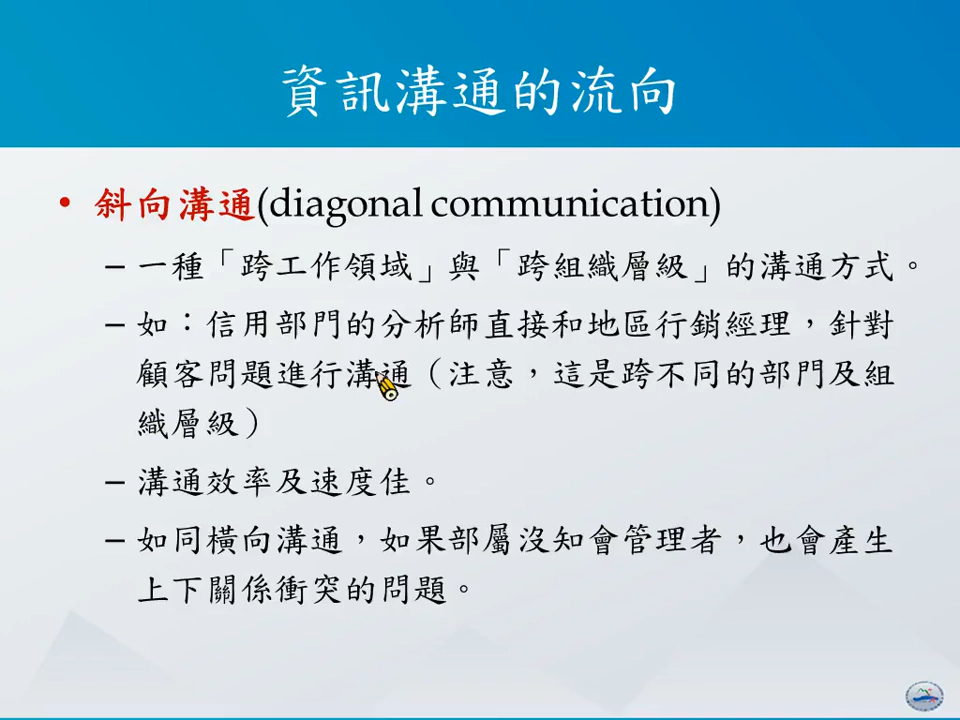 資訊溝通的流向
• 斜向溝通(diagonal communication)
– 一種「跨工作領域」與「跨組織層級」的溝通方式。
– 如：信用部門的分析師直接和地區行銷經理，針對
顧客問題進行溝通（注意，這是跨不同的部門及組
織層級）
– 溝通效率及速度佳。
– 如同橫向溝通，如果部屬沒知會管理者，也會產生
上下關係衝突的問題。